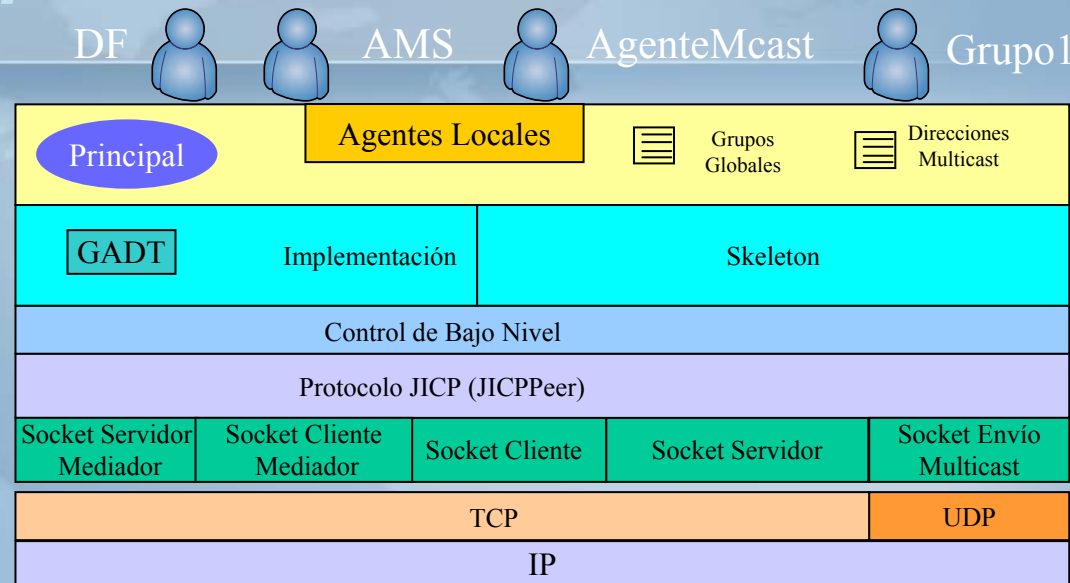 DF
AMS
AgenteMcast
Grupo1
Principal
Agentes Locales
Grupos
Globales
Direcciones
Multicast
GADT
Implementación
Skeleton
Control de Bajo Nivel
Protocolo JICP (JICPPeer)
Socket Servidor
Mediador
Socket Cliente
Mediador
Socket Cliente
Socket Servidor
Socket Envío
Multicast
TCP
UDP
IP